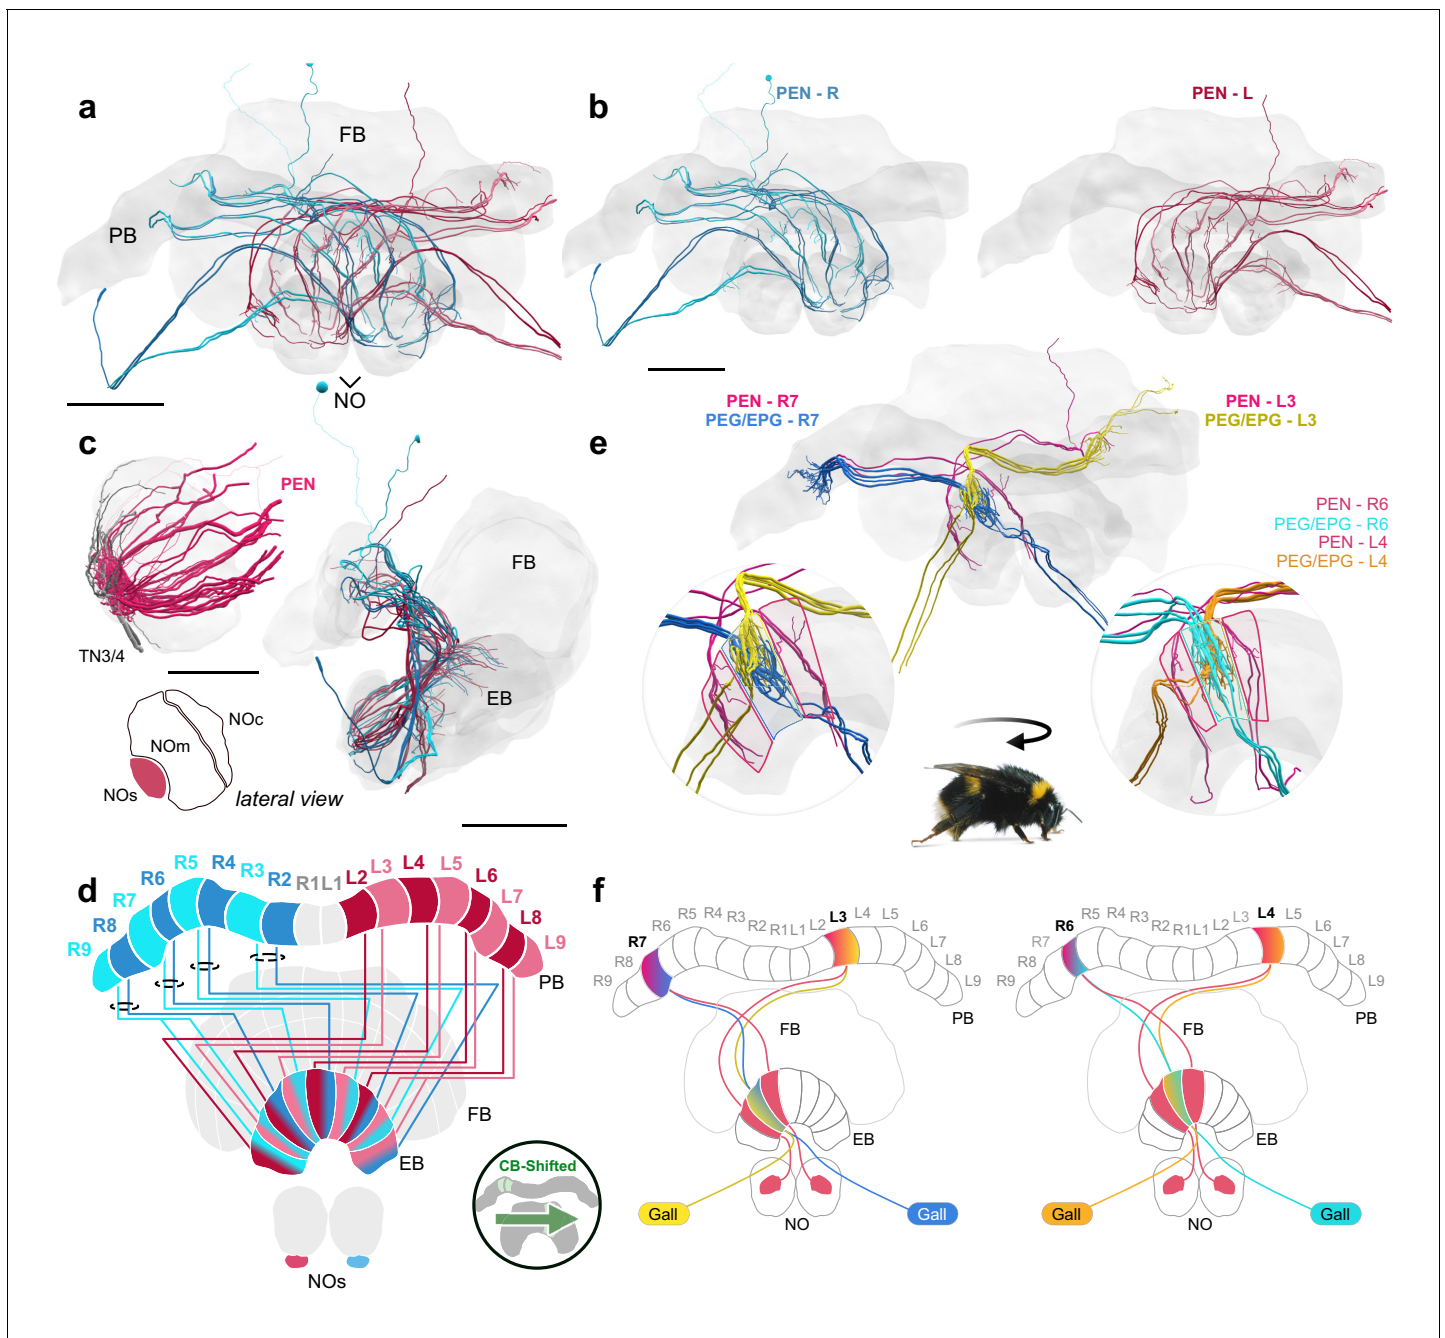 a
FB
PB
NO
b
PEN - R
PEN - L
c
PEN
TN3/4
NOc
NOm
NOs
lateral view
FB
EB
e
PEN - R7
PEG/EPG - R7
PEN - L3
PEG/EPG - L3
PEN - R6
PEG/EPG - R6
PEN - L4
PEG/EPG - L4
d
R9 R8 R7 R6 R5 R4 R3 R2 R1 L1 L2 L3 L4 L5 L6 L7 L8 L9
PB
FB
EB
NOs
CB-Shifted
f
R9 R8 R7 R6 R5 R4 R3 R2 R1 L1 L2 L3 L4 L5 L6 L7 L8 L9
PB
FB
EB
Gall
Gall
NO
R9 R8 R7 R6 R5 R4 R3 R2 R1 L1 L2 L3 L4 L5 L6 L7 L8 L9
PB
FB
EB
Gall
Gall
NO